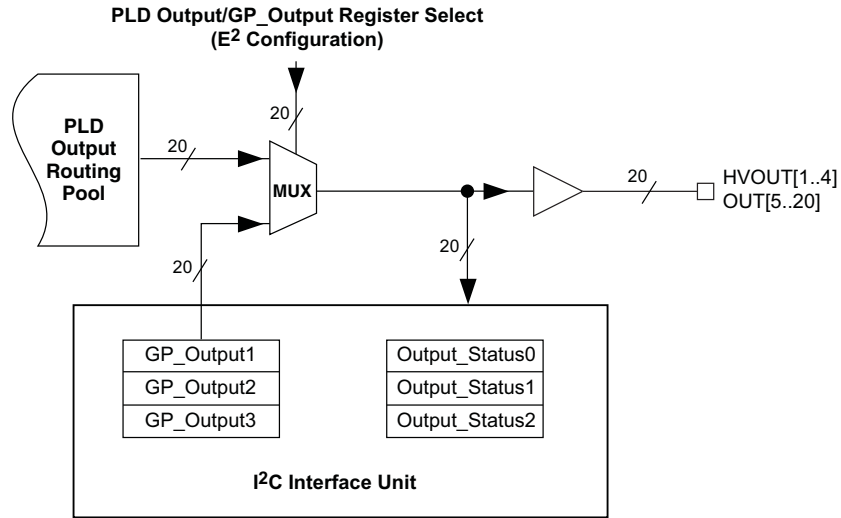 PLD Output/GP_Output Register Select
(E2 Configuration)
20
PLD
Output
Routing
Pool
20
MUX
20
HVOUT[1..4]
OUT[5..20]
20
20
GP_Output1
GP_Output2
GP_Output3
Output_Status0
Output_Status1
Output_Status2
I2C Interface Unit